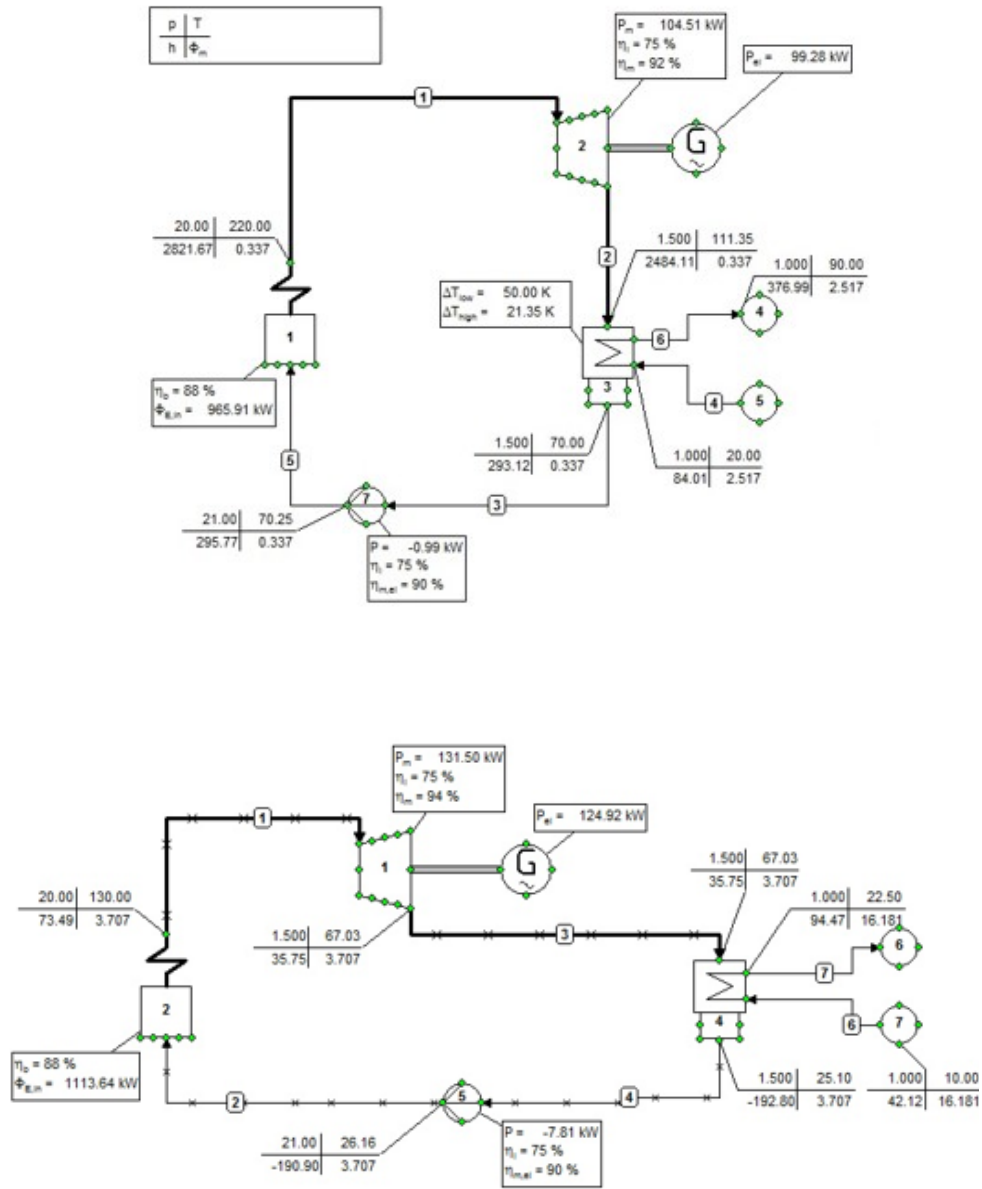 p T
h Φm
Pm = 104.51 kW
ηi = 75 %
ηm = 92 %
Pel = 99.28 kW
1
2
G
~
20.00 220.00
2821.67 0.337
2
1.500 111.35
2484.11 0.337
1.000 90.00
376.99 2.517
ΔTlow = 50.00 K
ΔThigh = 21.35 K
4
6
1
3
4
5
ηb = 88 %
ΦE,in = 965.91 kW
5
1.500 70.00
293.12 0.337
1.000 20.00
84.01 2.517
7
3
21.00 70.25
295.77 0.337
P = -0.99 kW
ηi = 75 %
ηm,el = 90 %
Pm = 131.50 kW
ηi = 75 %
ηm = 94 %
1
Pel = 124.92 kW
1
G
~
1.500 67.03
35.75 3.707
20.00 130.00
73.49 3.707
1.000 22.50
94.47 16.181
1.500 67.03
35.75 3.707
3
6
7
2
4
6
7
ηb = 88 %
ΦE,in = 1113.64 kW
2
5
4
1.500 25.10
-192.80 3.707
1.000 10.00
42.12 16.181
21.00 26.16
-190.90 3.707
P = -7.81 kW
ηi = 75 %
ηm,el = 90 %